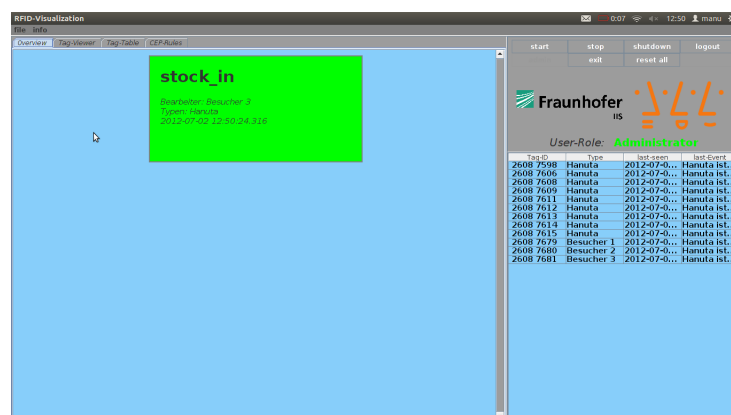 RFID-Visualization
0:07 12:50 manu
file info
Overview Tag-Viewer Tag-Table CEP-Rules
start stop shutdown logout
exit reset all
stock_in
Bearbeiter: Besucher 3
Typen: Hanuta
2012-07-02 12:50:24.316
Fraunhofer
IIS
User-Role: Administrator
Tag-ID Type last-seen last-Event
2608 7598 Hanuta 2012-07-0... Hanuta ist.
2608 7606 Hanuta 2012-07-0... Hanuta ist.
2608 7608 Hanuta 2012-07-0... Hanuta ist.
2608 7609 Hanuta 2012-07-0... Hanuta ist.
2608 7611 Hanuta 2012-07-0... Hanuta ist.
2608 7612 Hanuta 2012-07-0... Hanuta ist.
2608 7613 Hanuta 2012-07-0... Hanuta ist.
2608 7614 Hanuta 2012-07-0... Hanuta ist.
2608 7615 Hanuta 2012-07-0... Hanuta ist.
2608 7679 Besucher 1 2012-07-0... Hanuta ist.
2608 7680 Besucher 2 2012-07-0... Hanuta ist.
2608 7681 Besucher 3 2012-07-0... Hanuta ist.